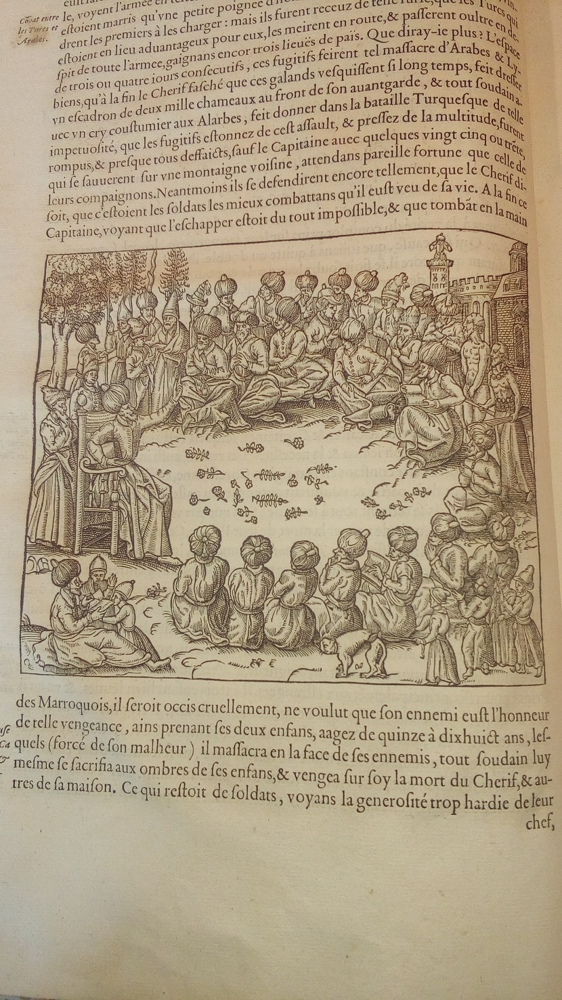 Cõbat entre
les Turcs et
Arabes.
le, voyent l'armee en
eſtoient marris qu'vne petite poignee
drent les premiers à les charger : mais ils furent receuz de telle furie, que les Turcs qui
eſtoient en lieu aduantageux pour eux, les meirent en route, & paſſerent oultre en de-
ſpit de toute l'armee, gaignans encor trois lieuës de païs. Que diray-ie plus ? L'eſpace
de trois ou quatre iours conſecutifs, ces fugitifs feirent tel maſſacre d'Arabes & Ly-
biens, qu'à la fin le Cherif faſché que ces galands veſquiſſent ſi long temps, feit dreſſer
vn eſcadron de deux mille chameaux au front de ſon auantgarde, & tout ſoudain a-
uec vn cry couſtumier aux Alarbes, feit donner dans la bataille Turqueſque de telle
impetuoſité, que les fugitifs eſtonnez de ceſt aſſault, & preſſez de la multitude, furent
rompus, & preſque tous deffaicts, ſauf le Capitaine auec quelques vingt cinq ou trẽte,
qui ſe ſauuerent ſur vne montaigne voiſine, attendans pareille fortune que celle de
leurs compaignons. Neantmoins ils ſe defendirent encore tellement, que le Cherif di-
ſoit, que c'eſtoient les ſoldats les mieux combattans qu'il euſt veu de ſa vie. A la fin ce
Capitaine, voyant que l'eſchapper eſtoit du tout impoſſible, & que tombãt en la main
des Marroquois, il ſeroit occis cruellement, ne voulut que ſon ennemi euſt l'honneur
de telle vengeance, ains prenant ſes deux enfans, aagez de quinze à dixhuict ans, leſ-
quels (forcé de ſon malheur) il maſſacra en la face de ſes ennemis, tout ſoudain luy
meſme ſe ſacrifia aux ombres de ſes enfans, & vengea ſur ſoy la mort du Cherif, & au-
tres de ſa maiſon. Ce qui reſtoit de ſoldats, voyans la generoſité trop hardie de leur
chef,